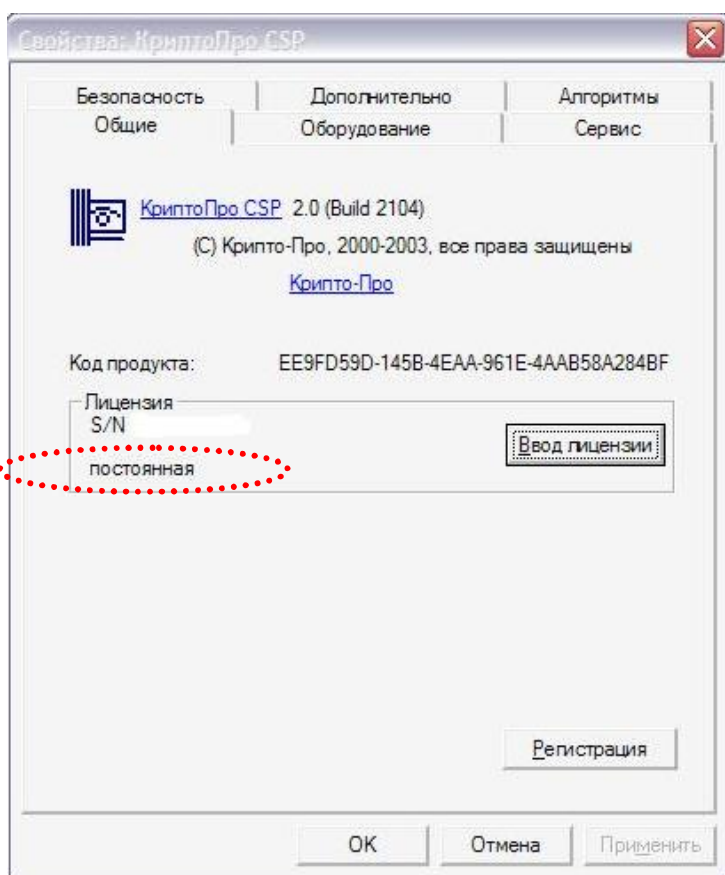 Свойства: КриптоПро CSP
Безопасность Дополнительно Алгоритмы
Общие Оборудование Сервис
КриптоПро CSP 2.0 (Build 2104)
(C) Крипто-Про, 2000-2003, все права защищены
Крипто-Про
Код продукта: EE9FD59D-145B-4EAA-961E-4AAB58A284BF
Лицензия
S/N
Ввод лицензии
постоянная
Регистрация
OK Отмена Применить